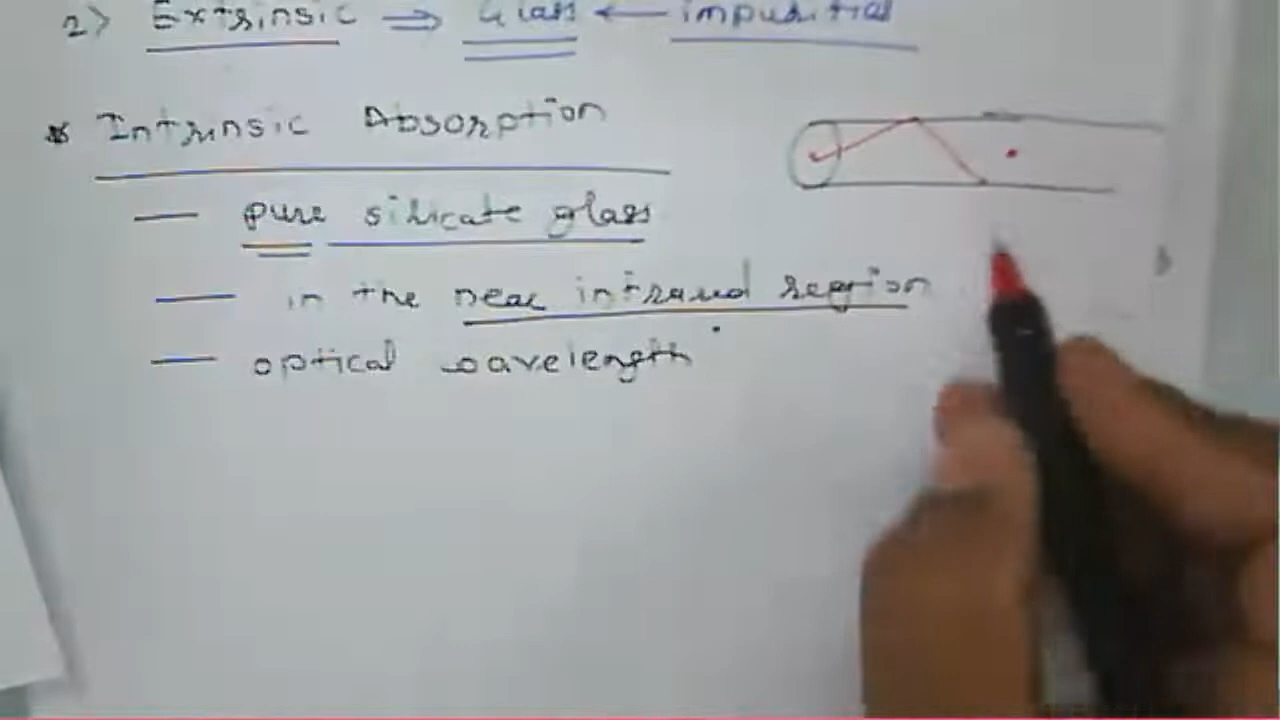 2> Extrinsic ⇒ Glass ← impurities
* Intrinsic Absorption
— pure silicate glass
— in the near infrared region
— optical wavelength